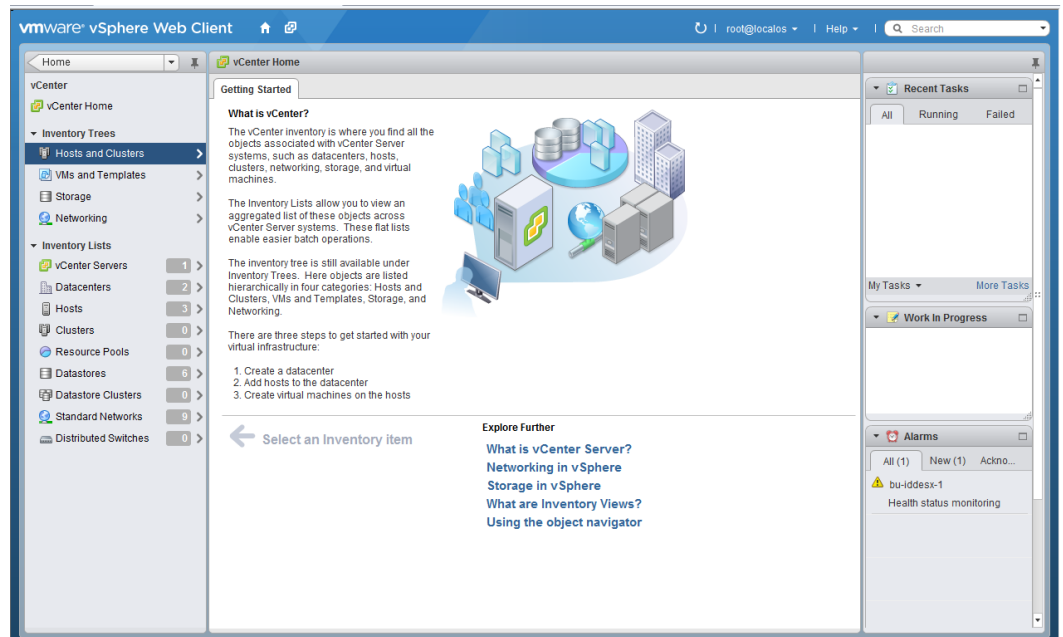 vmware® vSphere Web Client
root@localos
Help
Search
Home
vCenter
vCenter Home
Inventory Trees
Hosts and Clusters
VMs and Templates
Storage
Networking
Inventory Lists
vCenter Servers 1
Datacenters 2
Hosts 3
Clusters 0
Resource Pools 0
Datastores 6
Datastore Clusters 0
Standard Networks 9
Distributed Switches 0
vCenter Home
Getting Started
What is vCenter?
The vCenter inventory is where you find all the
objects associated with vCenter Server
systems, such as datacenters, hosts,
clusters, networking, storage, and virtual
machines.
The Inventory Lists allow you to view an
aggregated list of these objects across
vCenter Server systems. These flat lists
enable easier batch operations.
The inventory tree is still available under
Inventory Trees. Here objects are listed
hierarchically in four categories: Hosts and
Clusters, VMs and Templates, Storage, and
Networking.
There are three steps to get started with your
virtual infrastructure:
1. Create a datacenter
2. Add hosts to the datacenter
3. Create virtual machines on the hosts
Select an Inventory item
Explore Further
What is vCenter Server?
Networking in vSphere
Storage in vSphere
What are Inventory Views?
Using the object navigator
Recent Tasks
All Running Failed
My Tasks More Tasks
Work In Progress
Alarms
All (1) New (1) Ackno...
bu-iddesx-1
Health status monitoring